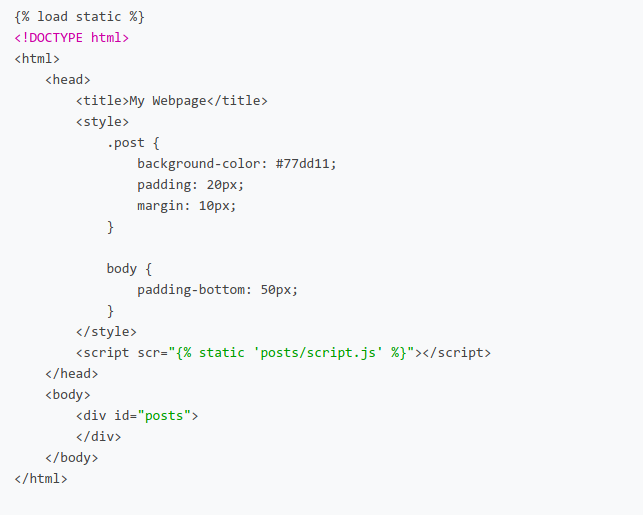 {% load static %}
<!DOCTYPE html>
<html>
    <head>
        <title>My Webpage</title>
        <style>
            .post {
                background-color: #77dd11;
                padding: 20px;
                margin: 10px;
            }

            body {
                padding-bottom: 50px;
            }
        </style>
        <script scr="{% static 'posts/script.js' %}"></script>
    </head>
    <body>
        <div id="posts">
        </div>
    </body>
</html>